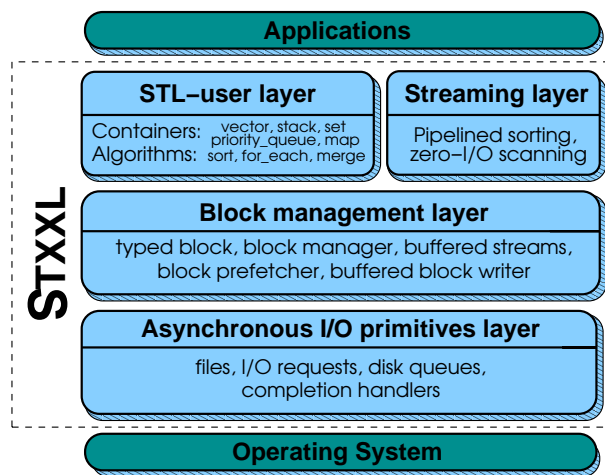 Applications
STL–user layer
Containers: vector, stack, set
priority_queue, map
Algorithms: sort, for_each, merge
Streaming layer
Pipelined sorting,
zero–I/O scanning
STXXL
Block management layer
typed block, block manager, buffered streams,
block prefetcher, buffered block writer
Asynchronous I/O primitives layer
files, I/O requests, disk queues,
completion handlers
Operating System